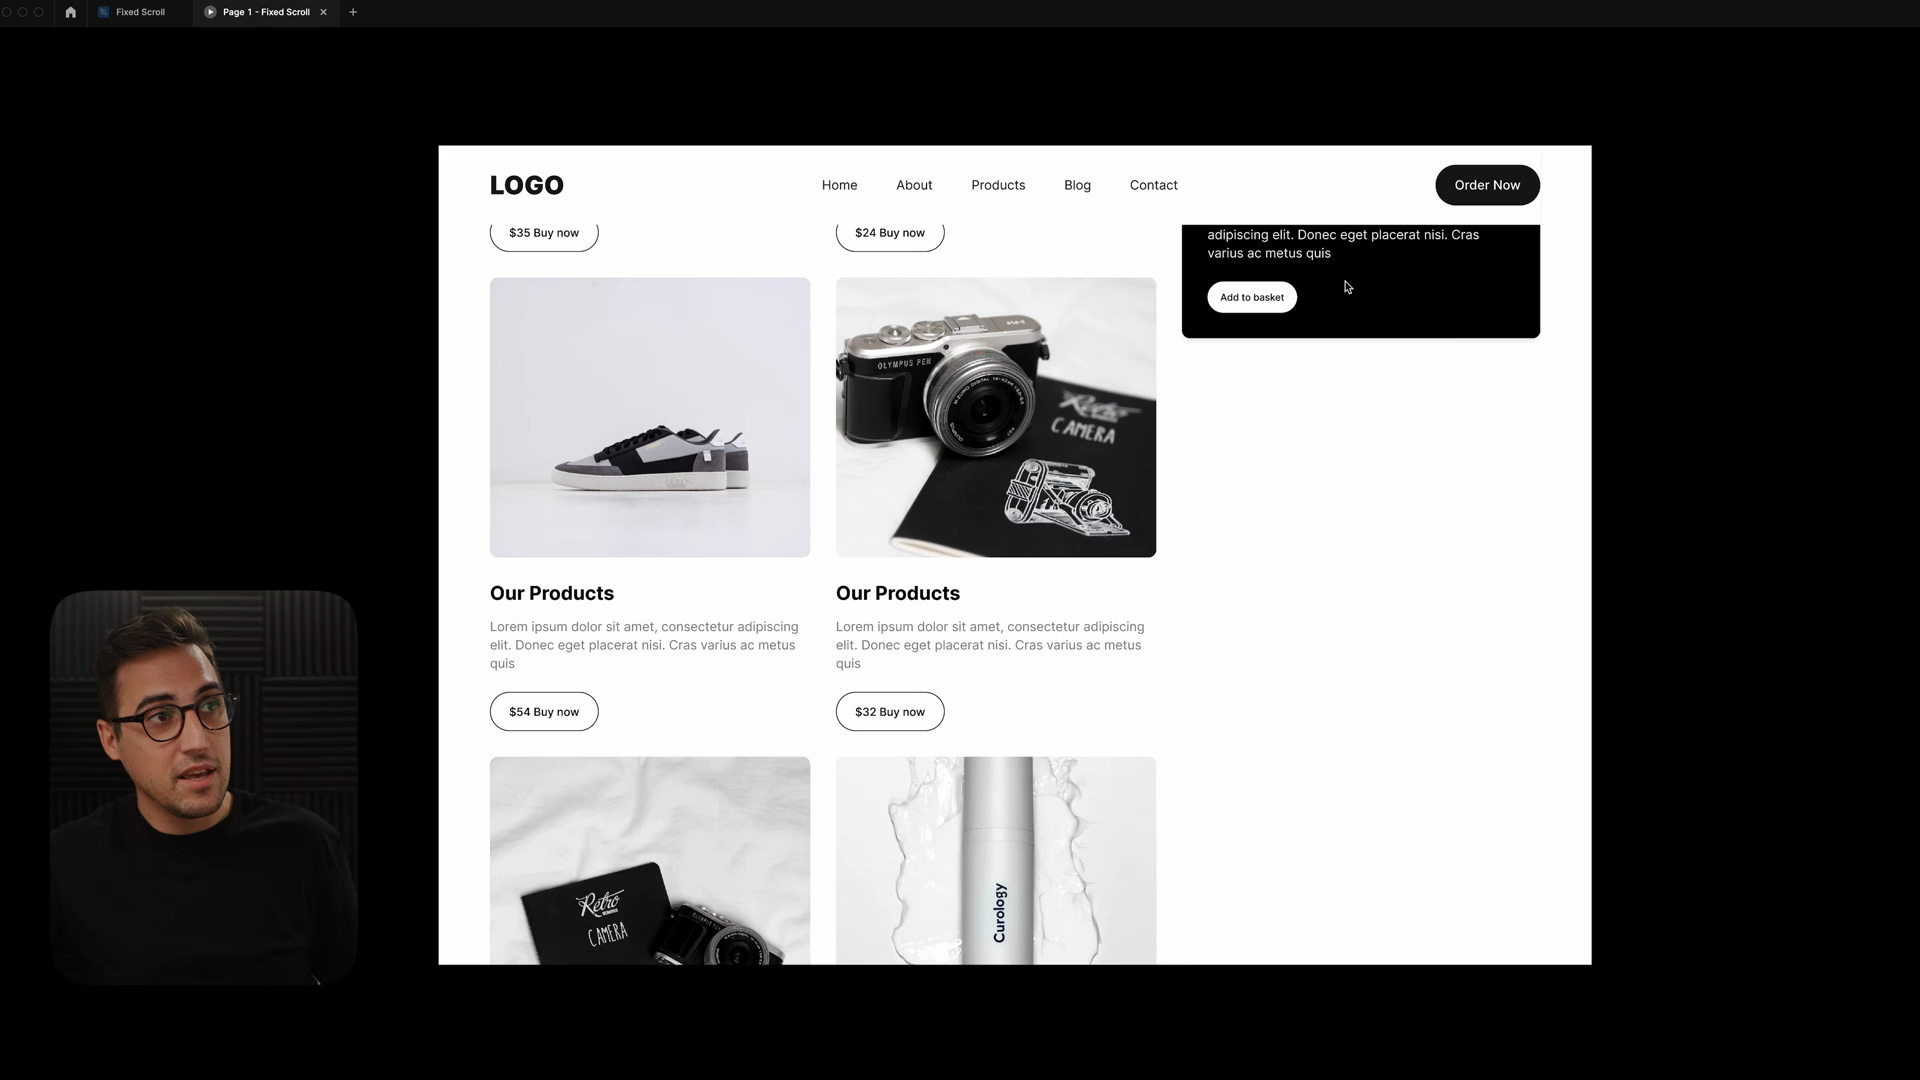 Fixed Scroll
Page 1 - Fixed Scroll
LOGO
Home
About
Products
Blog
Contact
Order Now
$35 Buy now
$24 Buy now
adipiscing elit. Donec eget placerat nisi. Cras
varius ac metus quis
Add to basket
OLYMPUS PEN
Retro
CAMERA
Our Products
Lorem ipsum dolor sit amet, consectetur adipiscing
elit. Donec eget placerat nisi. Cras varius ac metus
quis
$54 Buy now
Our Products
Lorem ipsum dolor sit amet, consectetur adipiscing
elit. Donec eget placerat nisi. Cras varius ac metus
quis
$32 Buy now
Retro
CAMERA
Curology